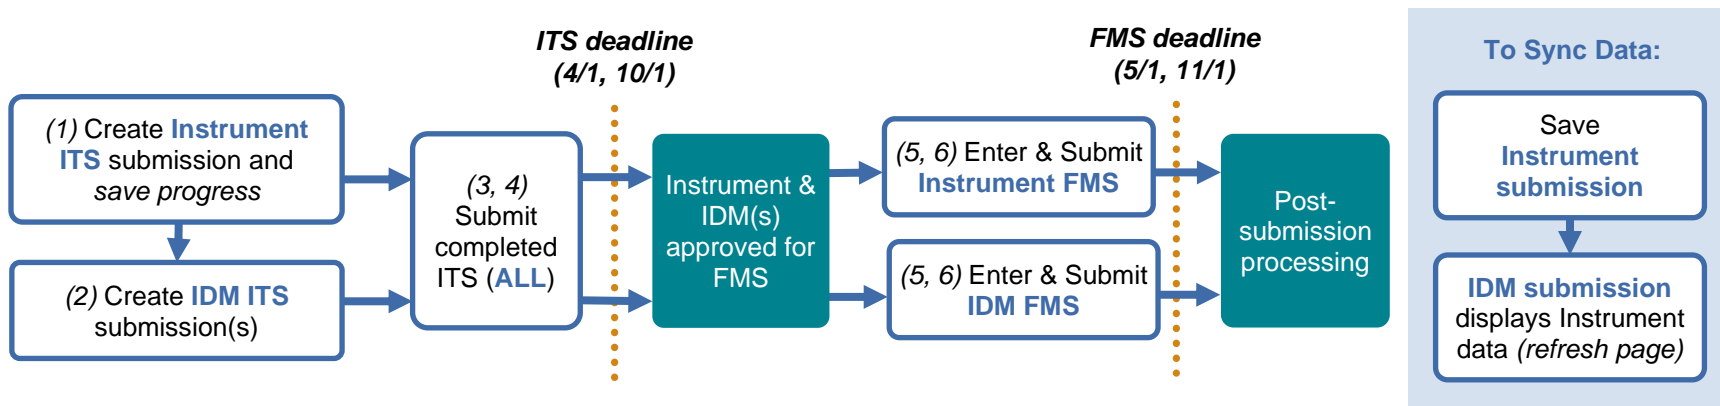 (1) Create Instrument
ITS submission and
save progress
(2) Create IDM ITS
submission(s)
(3, 4)
Submit
completed
ITS (ALL)
ITS deadline
(4/1, 10/1)
Instrument &
IDM(s)
approved for
FMS
(5, 6) Enter & Submit
Instrument FMS
(5, 6) Enter & Submit
IDM FMS
FMS deadline
(5/1, 11/1)
Post-
submission
processing
To Sync Data:
Save
Instrument
submission
IDM submission
displays Instrument
data (refresh page)